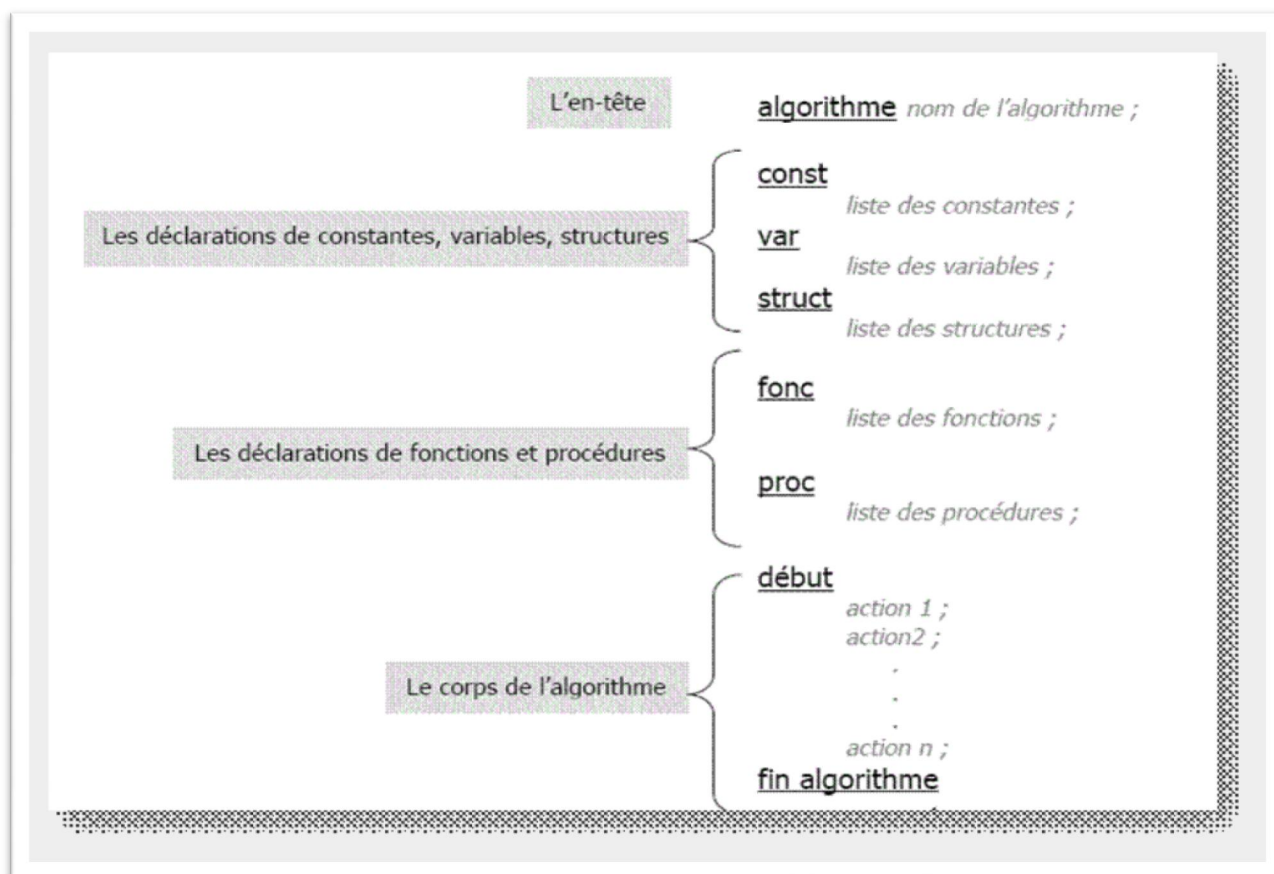 L'en-tête
algorithme nom de l'algorithme ;
Les déclarations de constantes, variables, structures
const
liste des constantes ;
var
liste des variables ;
struct
liste des structures ;
Les déclarations de fonctions et procédures
fonc
liste des fonctions ;
proc
liste des procédures ;
Le corps de l'algorithme
début
action 1 ;
action2 ;
.
.
.
action n ;
fin algorithme